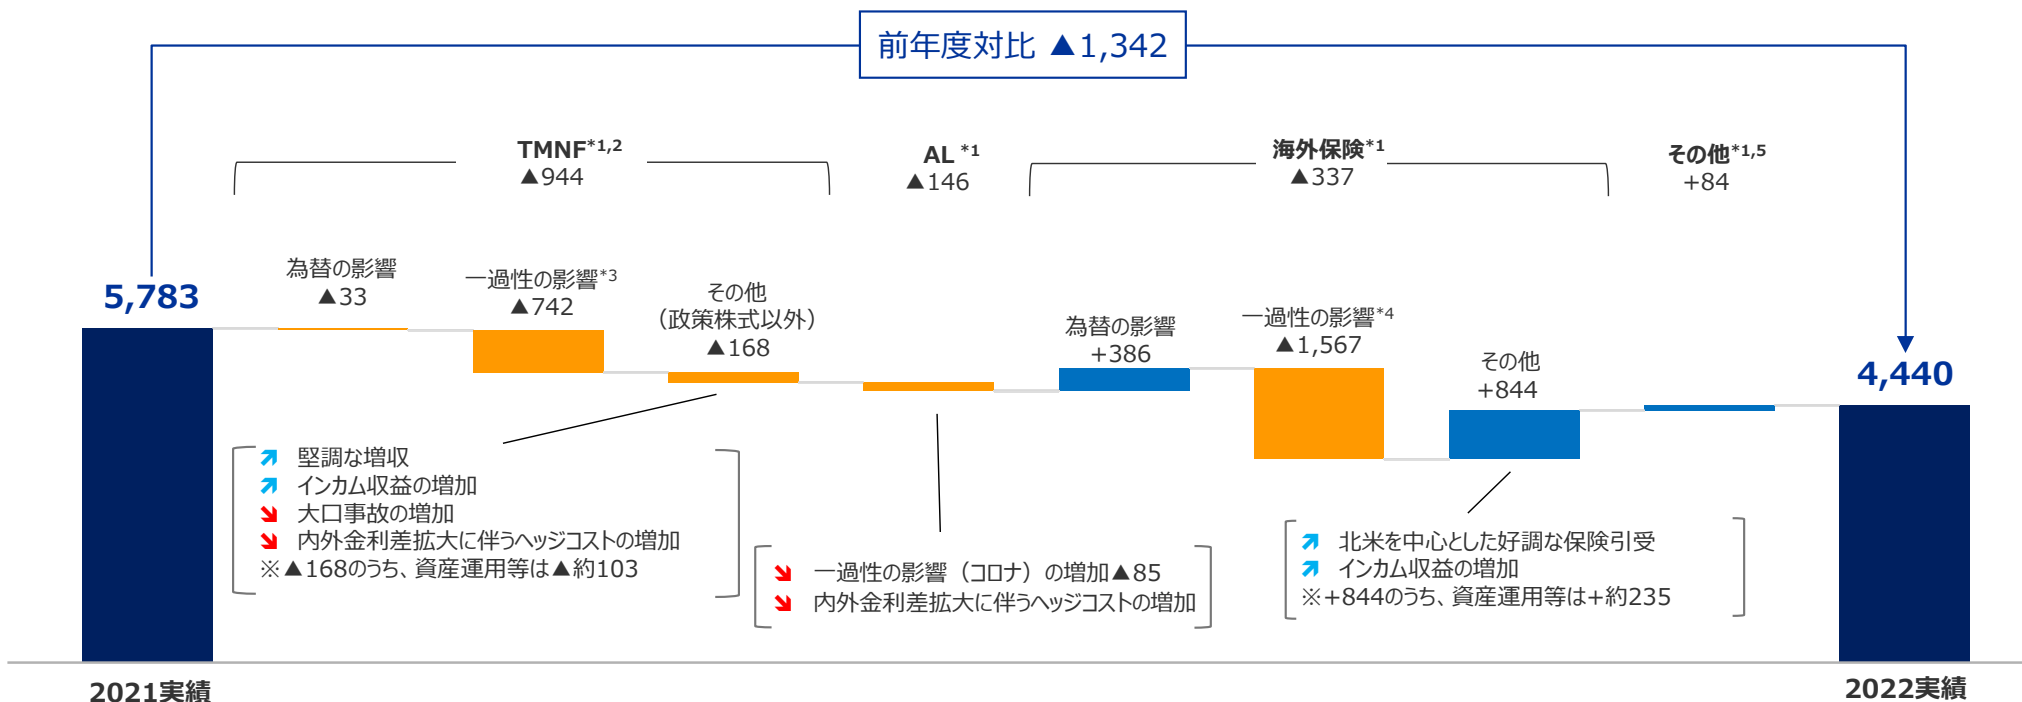 前年度対比 ▲1,342
TMNF*1,2
▲944
AL *1
▲146
海外保険*1
▲337
その他*1,5
+84
5,783
為替の影響
▲33
一過性の影響*3
▲742
その他
（政策株式以外）
▲168
為替の影響
+386
一過性の影響*4
▲1,567
その他
+844
4,440
堅調な増収
インカム収益の増加
大口事故の増加
内外金利差拡大に伴うヘッジコストの増加
※▲168のうち、資産運用等は▲約103
一過性の影響（コロナ）の増加▲85
内外金利差拡大に伴うヘッジコストの増加
北米を中心とした好調な保険引受
インカム収益の増加
※+844のうち、資産運用等は+約235
2021実績
2022実績